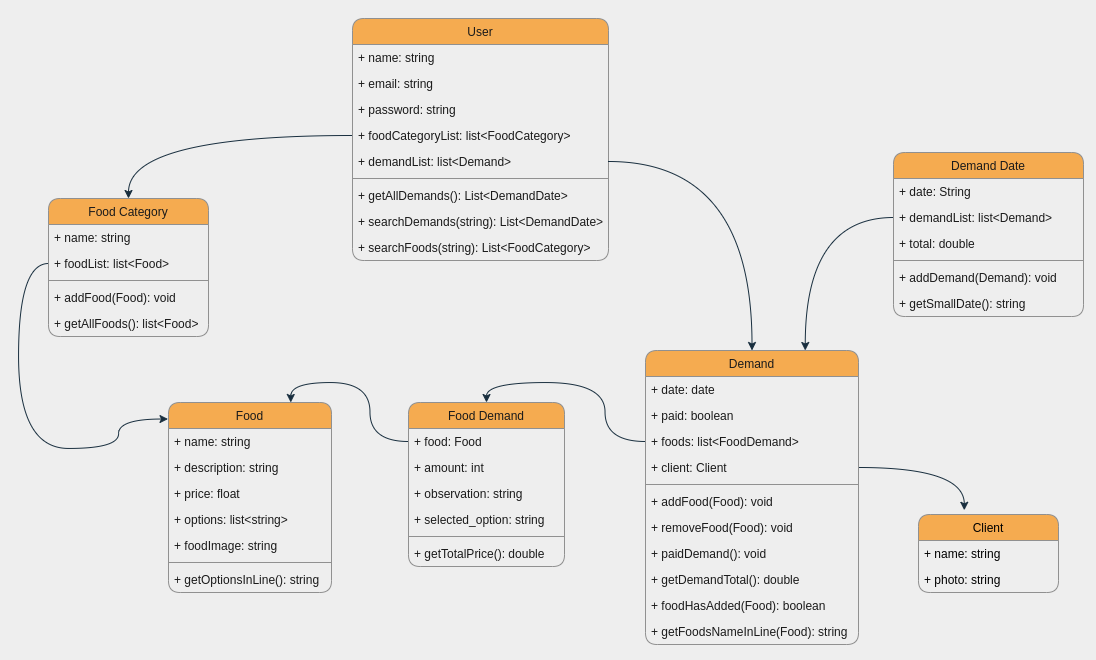 User
+ name: string
+ email: string
+ password: string
+ foodCategoryList: list<FoodCategory>
+ demandList: list<Demand>
+ getAllDemands(): List<DemandDate>
+ searchDemands(string): List<DemandDate>
+ searchFoods(string): List<FoodCategory>
Demand Date
+ date: String
+ demandList: list<Demand>
+ total: double
+ addDemand(Demand): void
+ getSmallDate(): string
Food Category
+ name: string
+ foodList: list<Food>
+ addFood(Food): void
+ getAllFoods(): list<Food>
Food
+ name: string
+ description: string
+ price: float
+ options: list<string>
+ foodImage: string
+ getOptionsInLine(): string
Food Demand
+ food: Food
+ amount: int
+ observation: string
+ selected_option: string
+ getTotalPrice(): double
Demand
+ date: date
+ paid: boolean
+ foods: list<FoodDemand>
+ client: Client
+ addFood(Food): void
+ removeFood(Food): void
+ paidDemand(): void
+ getDemandTotal(): double
+ foodHasAdded(Food): boolean
+ getFoodsNameInLine(Food): string
Client
+ name: string
+ photo: string